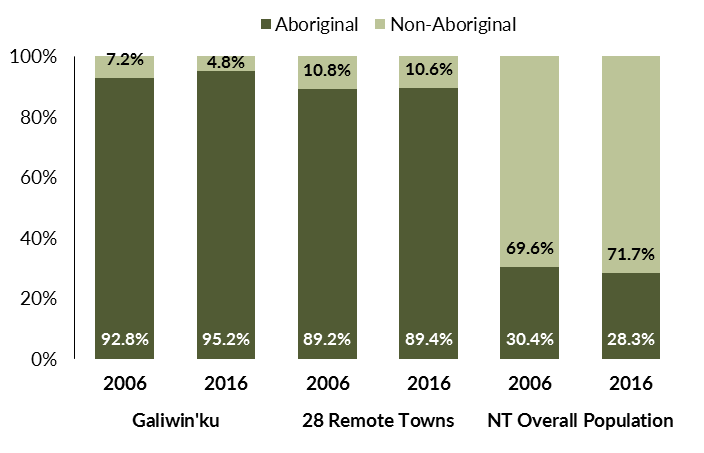 Aboriginal Non-Aboriginal
100%
80%
60%
40%
20%
0%
7.2% 4.8% 10.8% 10.6%
69.6% 71.7%
92.8% 95.2% 89.2% 89.4% 30.4% 28.3%
2006 2016 2006 2016 2006 2016
Galiwin'ku 28 Remote Towns NT Overall Population